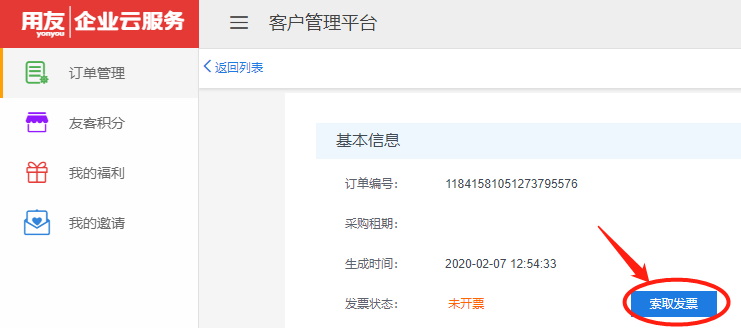 用友 企业云服务
yonyou
客户管理平台
订单管理
友客积分
我的福利
我的邀请
返回列表
基本信息
订单编号： 11841581051273795576
采购租期：
生成时间： 2020-02-07 12:54:33
发票状态： 未开票 索取发票